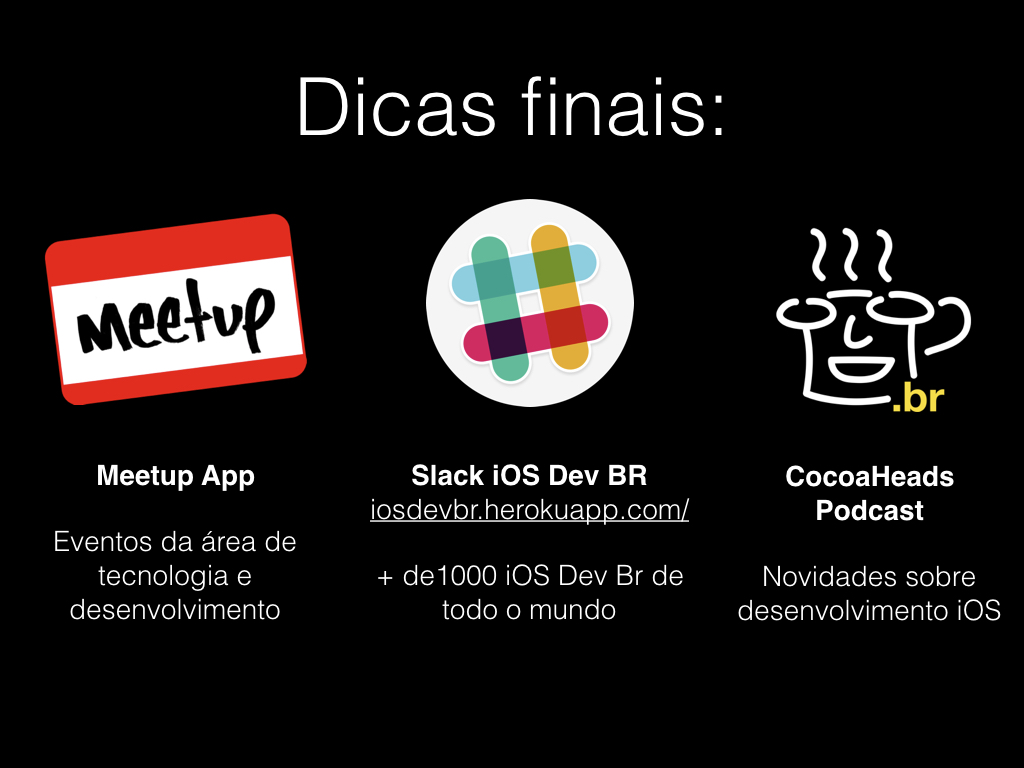 Dicas finais:
Meetup
.br
Meetup App
Eventos da área de
tecnologia e
desenvolvimento
Slack iOS Dev BR
iosdevbr.herokuapp.com/
+ de1000 iOS Dev Br de
todo o mundo
CocoaHeads
Podcast
Novidades sobre
desenvolvimento iOS